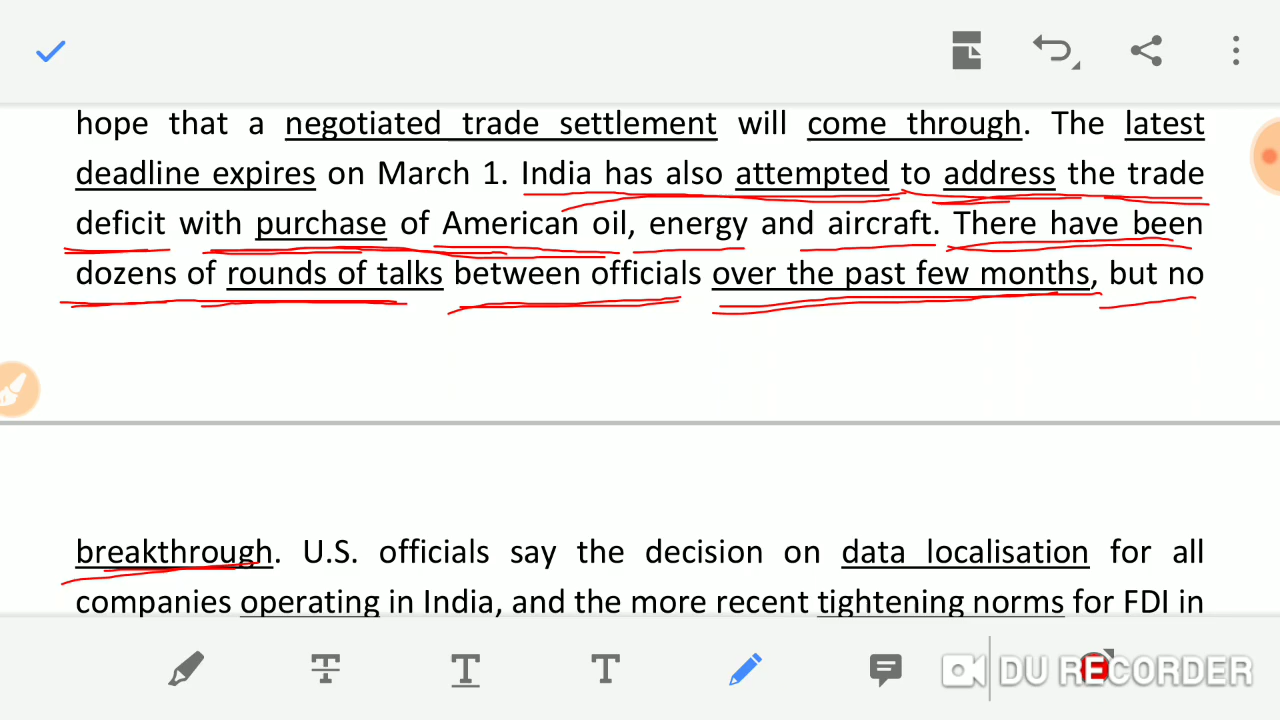 hope that a negotiated trade settlement will come through. The latest
deadline expires on March 1. India has also attempted to address the trade
deficit with purchase of American oil, energy and aircraft. There have been
dozens of rounds of talks between officials over the past few months, but no
breakthrough. U.S. officials say the decision on data localisation for all
companies operating in India, and the more recent tightening norms for FDI in
T T T
DU RECORDER